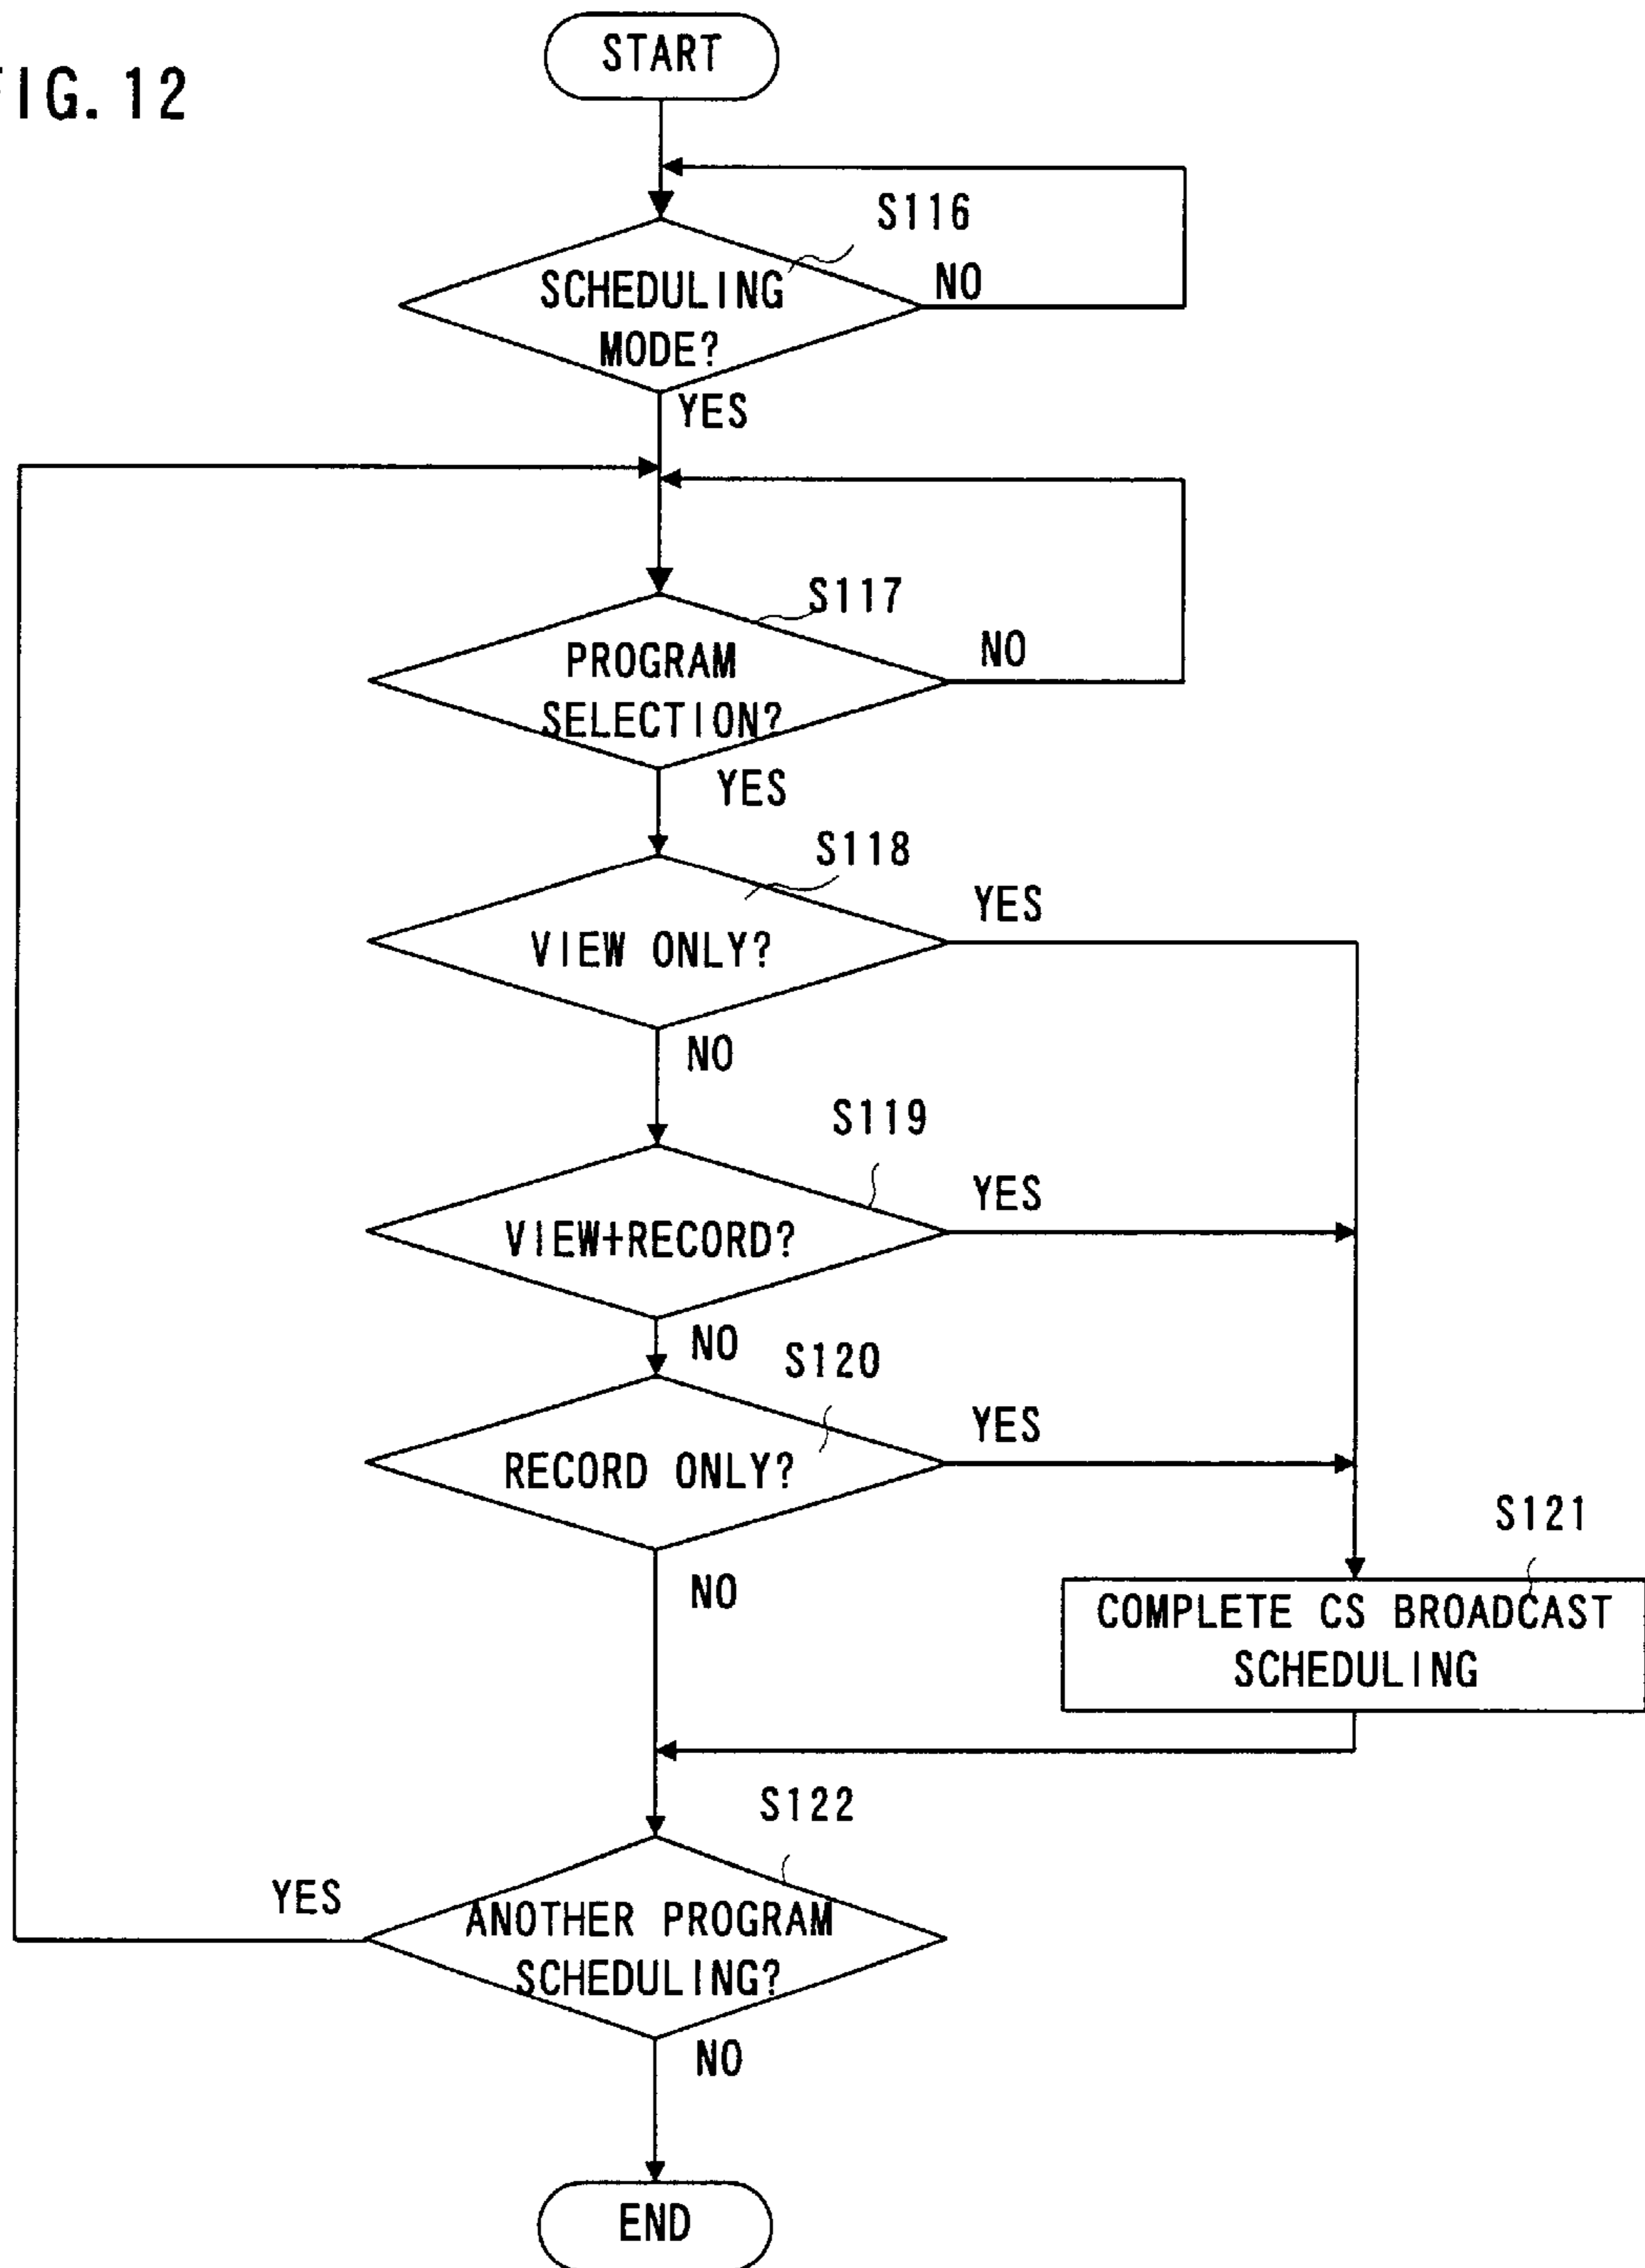 FIG. 12
START
S116
SCHEDULING
MODE?
NO
YES
S117
PROGRAM
SELECTION?
NO
YES
S118
VIEW ONLY?
YES
NO
S119
VIEW+RECORD?
YES
NO
S120
RECORD ONLY?
YES
NO
S121
COMPLETE CS BROADCAST
SCHEDULING
S122
YES
ANOTHER PROGRAM
SCHEDULING?
NO
END